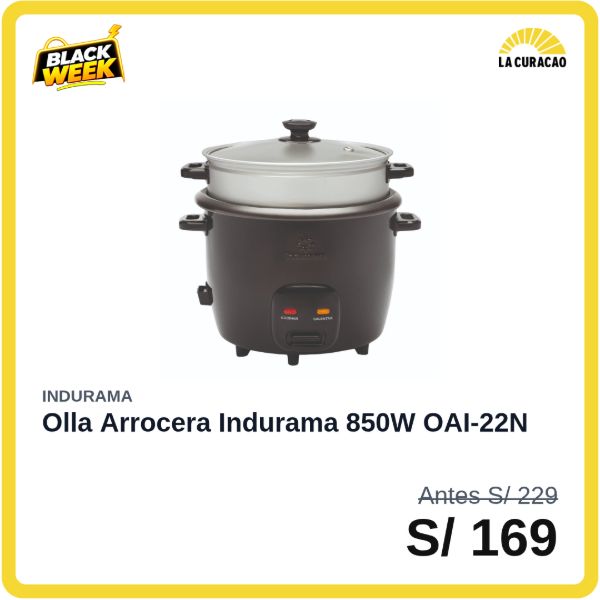 BLACK
WEEK
LA CURACAO
INDURAMA
Olla Arrocera Indurama 850W OAI-22N
Antes S/ 229
S/ 169